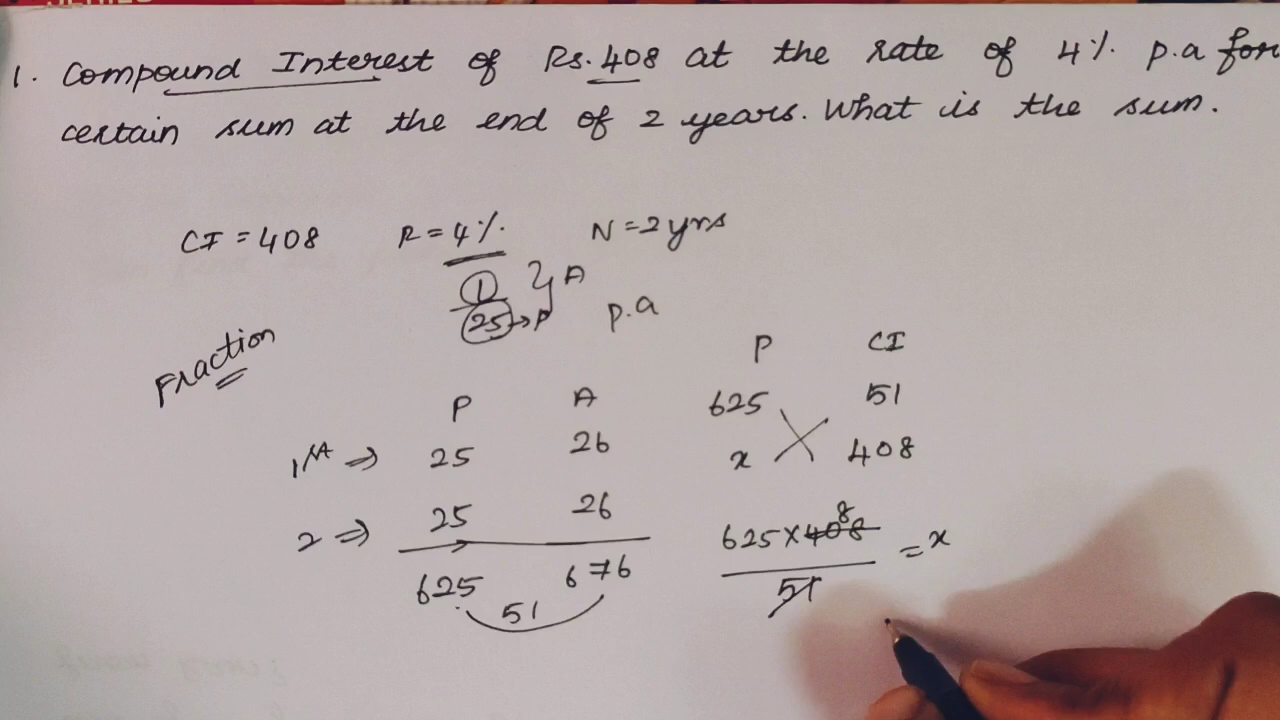 1. Compound Interest of Rs.408 at the rate of 4% p.a for
certain sum at the end of 2 years. What is the sum.
CI = 408 R = 4% N = 2 yrs
1 } A
25 → P p.a
Fraction
P CI
P A 625 51
1st ⇒ 25 26 x 408
2 ⇒ 25 26 8
625 × 408 = x
625 676 51
51